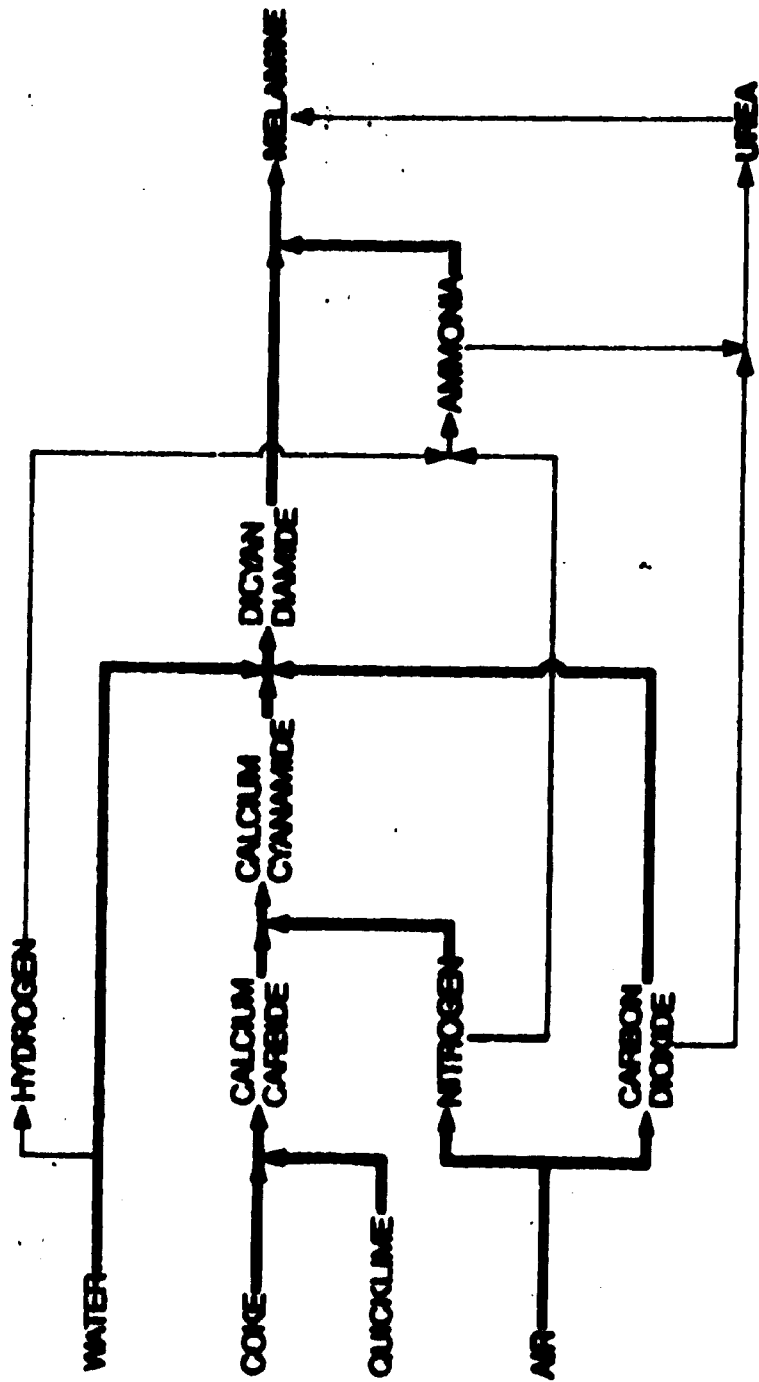 WATER
HYDROGEN
COKE
QUICKLIME
CALCIUM
CARBIDE
CALCIUM
CYANAMIDE
DICYAN
DIAMIDE
MELAMINE
AIR
NITROGEN
AMMONIA
CARBON
DIOXIDE
UREA